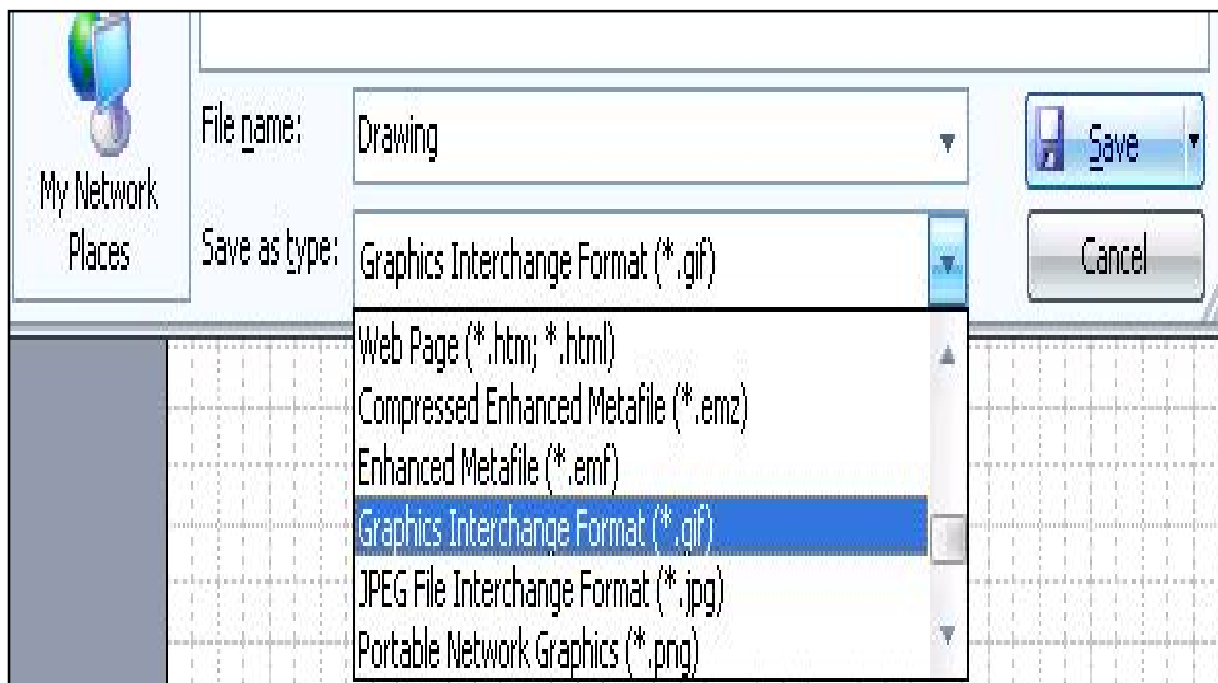 My Network
Places
File name:
Drawing
Save
Save as type:
Graphics Interchange Format (*.gif)
Cancel
Web Page (*.htm; *.html)
Compressed Enhanced Metafile (*.emz)
Enhanced Metafile (*.emf)
Graphics Interchange Format (*.gif)
JPEG File Interchange Format (*.jpg)
Portable Network Graphics (*.png)